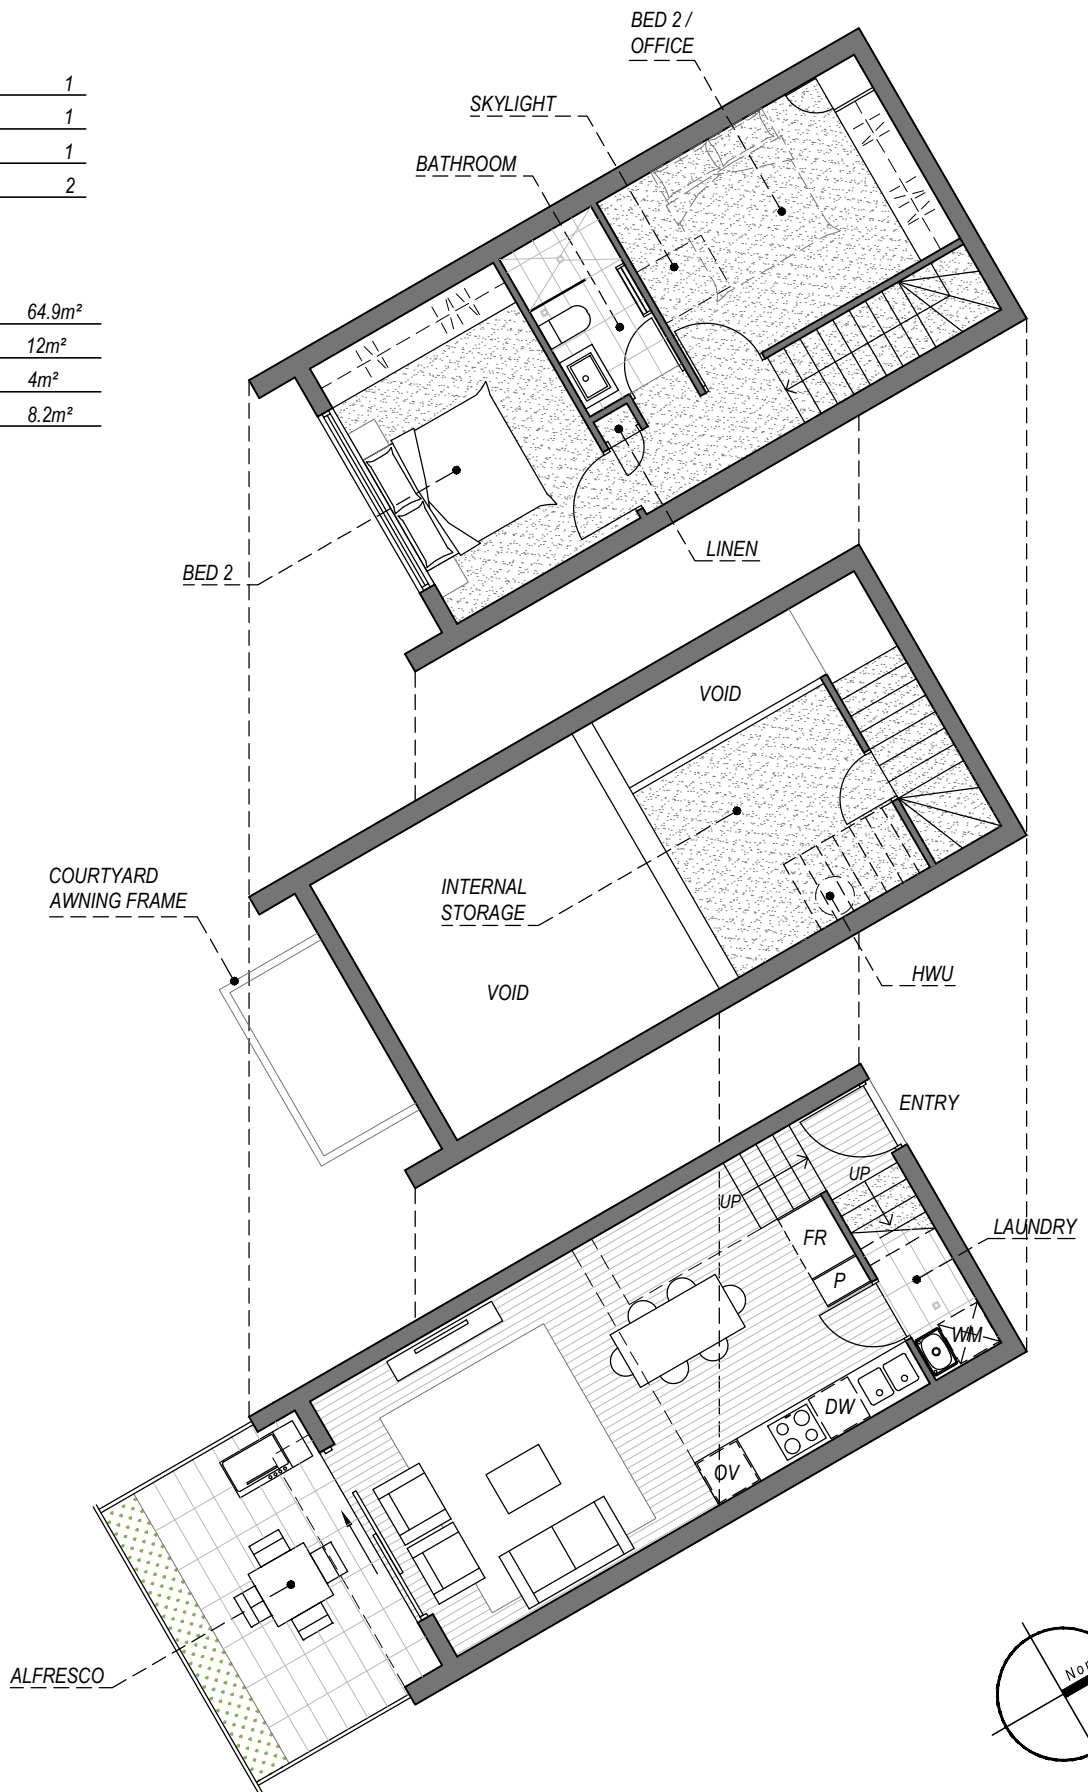 1
1
1
2
64.9m²
12m²
4m²
8.2m²
BED 2 /
OFFICE
SKYLIGHT
BATHROOM
BED 2
LINEN
VOID
COURTYARD
AWNING FRAME
INTERNAL
STORAGE
VOID
HWU
ENTRY
UP
UP
LAUNDRY
FR
P
WM
DW
OV
ALFRESCO